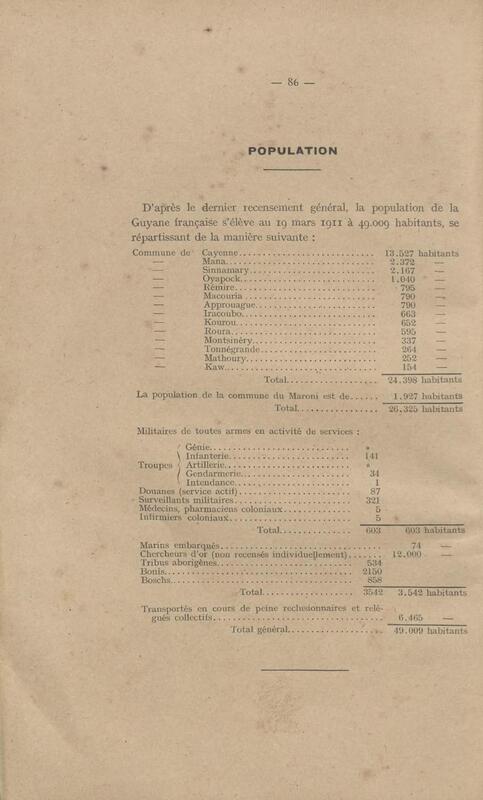 — 86 —
POPULATION
D'après le dernier recensement général, la population de la
Guyane française s'élève au 19 mars 1911 à 49.009 habitants, se
répartissant de la manière suivante :
Commune de Cayenne........................... 13.527 habitants
— Mana............................. 2.372 —
Sinnamary......................... 2.167 —
— Oyapock........................... 1.040 —
— Rémire............................ 795 —
— Macouria.......................... 790 —
— Approuague........................ 790 —
— Iracoubo.......................... 663 —
— Kourou............................ 652 —
— Roura............................. 595 —
— Montsinéry........................ 337 —
— Tonnégrande....................... 264 —
— Mathoury.......................... 252 —
— Kaw............................... 154 —
Total.................. 24.398 habitants
La population de la commune du Maroni est de...... 1.927 habitants
Total................ 26.325 habitants
Militaires de toutes armes en activité de services :
Génie........................... »
Infanterie...................... 141
Troupes Artillerie...................... »
Gendarmerie..................... 34
Intendance...................... 1
Douanes (service actif)......................... 87
Surveillants militaires......................... 321
Médecins, pharmaciens coloniaux................. 5
Infirmiers coloniaux............................ 5
Total................ 603 603 habitants
Marins embarqués................................ 74 —
Chercheurs d'or (non recensés individuellement)....... 12.000 —
Tribus aborigènes............................... 534
Bonis........................................... 2150
Boschs.......................................... 858
Total.................... 3542 3.542 habitants
Transportés en cours de peine reclusionnaires et relé-
gués collectifs................................. 6.465 —
Total général................... 49.009 habitants